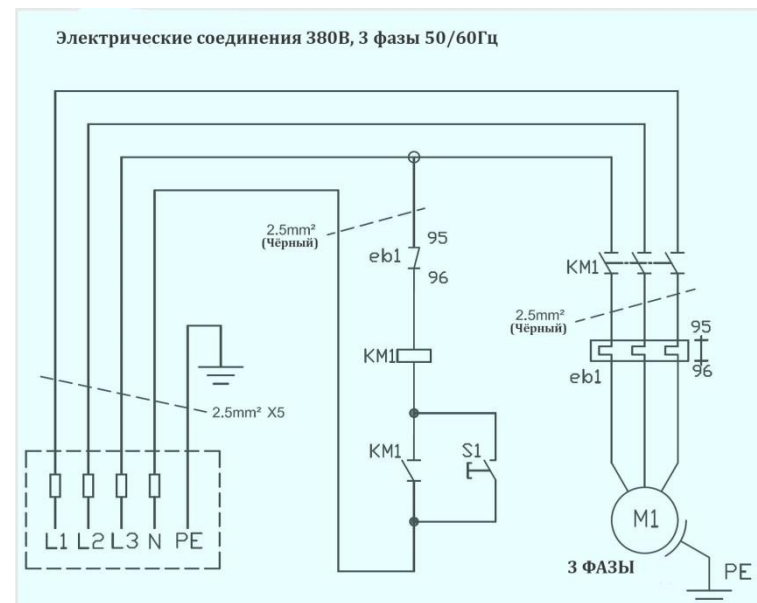 Электрические соединения 380В, 3 фазы 50/60Гц
2.5mm²
(Чёрный)
95
eb1
96
KM1
2.5mm²
(Чёрный)
95
eb1
96
KM1
2.5mm² X5
KM1
S1
L1 L2 L3 N PE
M1
3 ФАЗЫ
PE